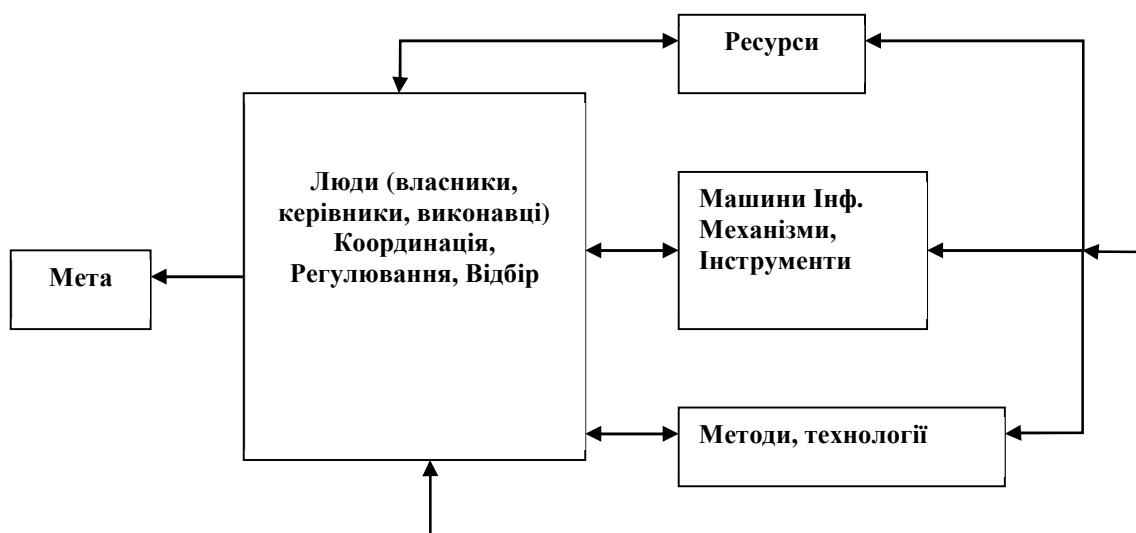 Ресурси
Люди (власники,
керівники, виконавці)
Координація,
Регулювання, Відбір
Машини Інф.
Механізми,
Інструменти
Мета
Методи, технології